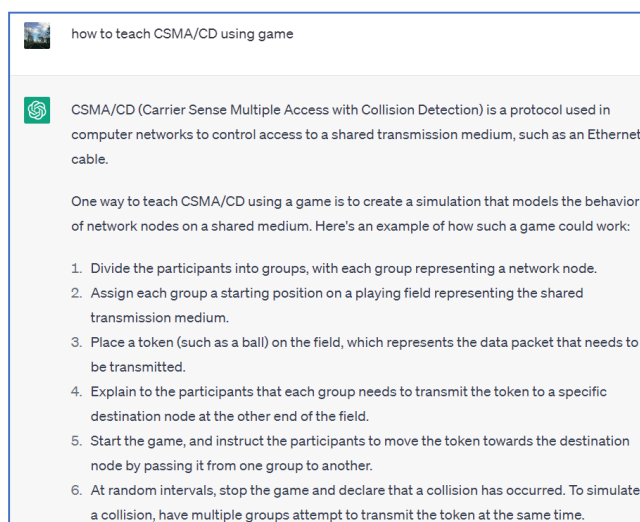 how to teach CSMA/CD using game
CSMA/CD (Carrier Sense Multiple Access with Collision Detection) is a protocol used in
computer networks to control access to a shared transmission medium, such as an Ethernet
cable.
One way to teach CSMA/CD using a game is to create a simulation that models the behavior
of network nodes on a shared medium. Here's an example of how such a game could work:
1. Divide the participants into groups, with each group representing a network node.
2. Assign each group a starting position on a playing field representing the shared
transmission medium.
3. Place a token (such as a ball) on the field, which represents the data packet that needs to
be transmitted.
4. Explain to the participants that each group needs to transmit the token to a specific
destination node at the other end of the field.
5. Start the game, and instruct the participants to move the token towards the destination
node by passing it from one group to another.
6. At random intervals, stop the game and declare that a collision has occurred. To simulate
a collision, have multiple groups attempt to transmit the token at the same time.